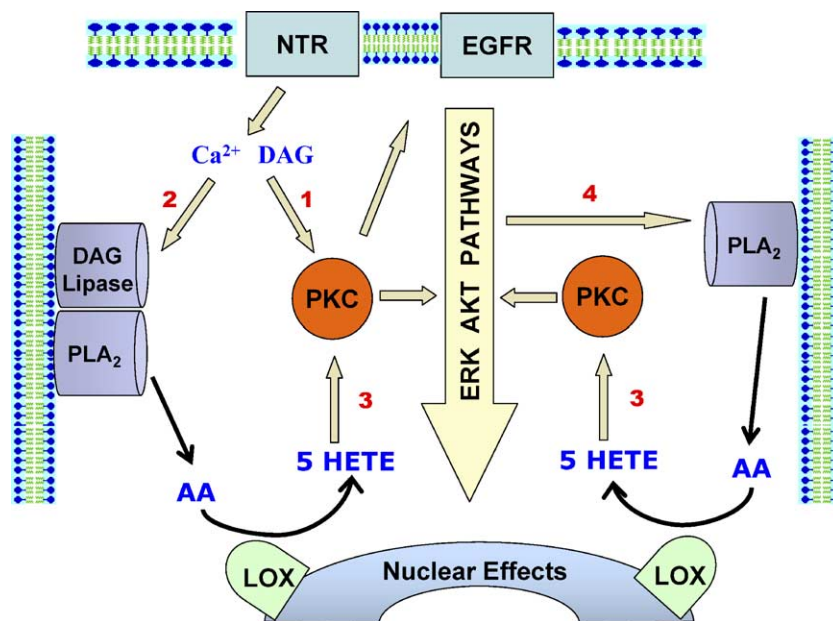 NTR
EGFR
Ca²⁺ DAG
2
1
4
DAG
Lipase
PLA₂
PKC
ERK AKT PATHWAYS
PKC
PLA₂
3
3
5 HETE
5 HETE
AA
AA
LOX
Nuclear Effects
LOX